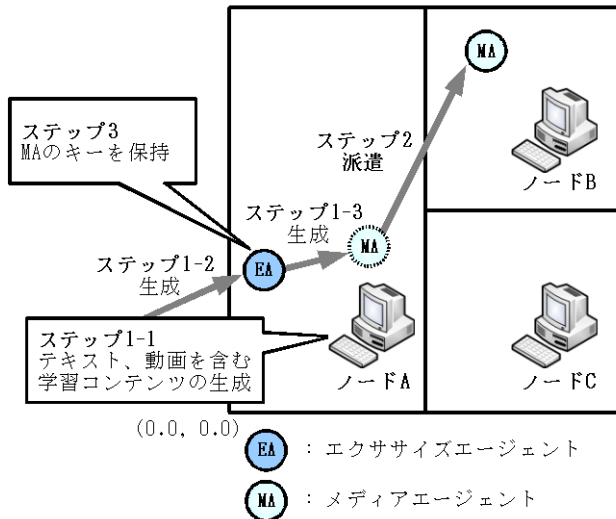 MA
ステップ3
MAのキーを保持
ステップ2
派遣
ノードB
ステップ1-3
生成
MA
ステップ1-2
生成
EA
ステップ1-1
テキスト、動画を含む
学習コンテンツの生成
ノードA
ノードC
(0.0, 0.0)
EA : エクササイズエージェント
MA : メディアエージェント